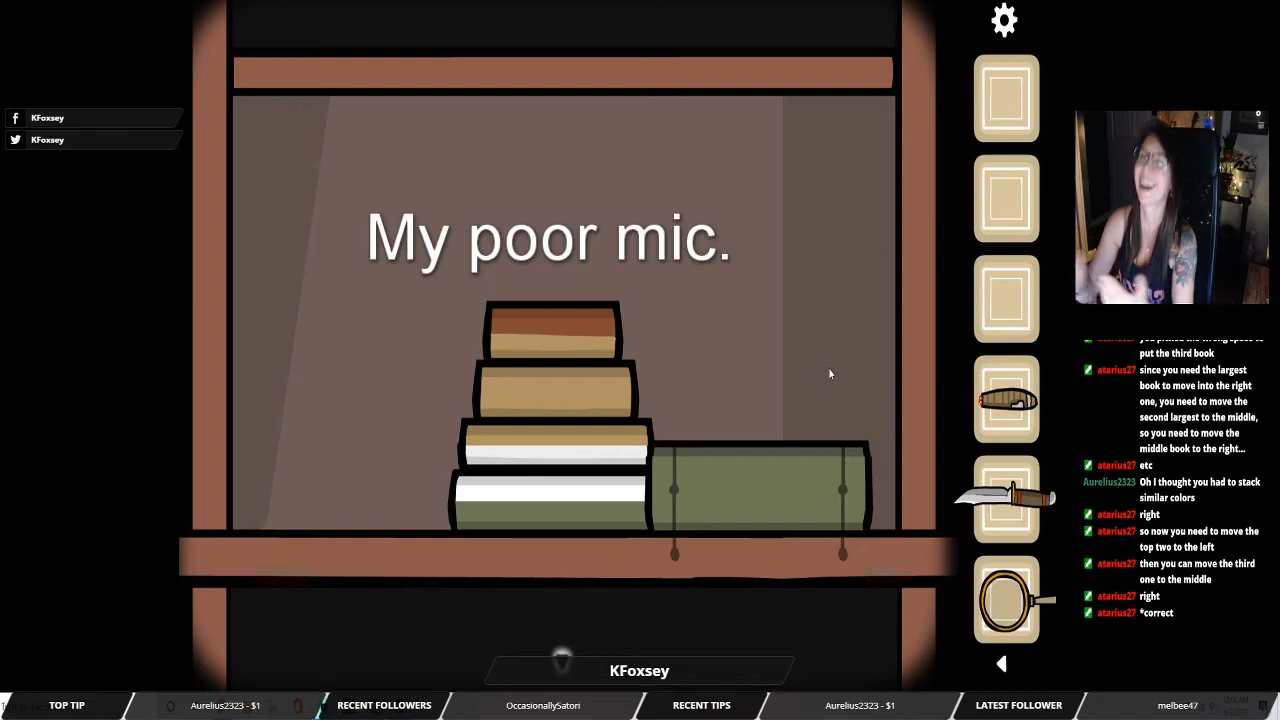 KFoxsey
KFoxsey
My poor mic.
put the third book
atarius27 since you need the largest
book to move into the right
one, you need to move the
second largest to the middle,
so you need to move the
middle book to the right...
atarius27 etc
Aurelius2323 Oh I thought you had to stack
similar colors
atarius27 right
atarius27 so now you need to move the
top two to the left
atarius27 then you can move the third
one to the middle
atarius27 right
atarius27 *correct
KFoxsey
TOP TIP
Aurelius2323 - $1
RECENT FOLLOWERS
OccasionallySatori
RECENT TIPS
Aurelius2323 - $1
LATEST FOLLOWER
melbee47